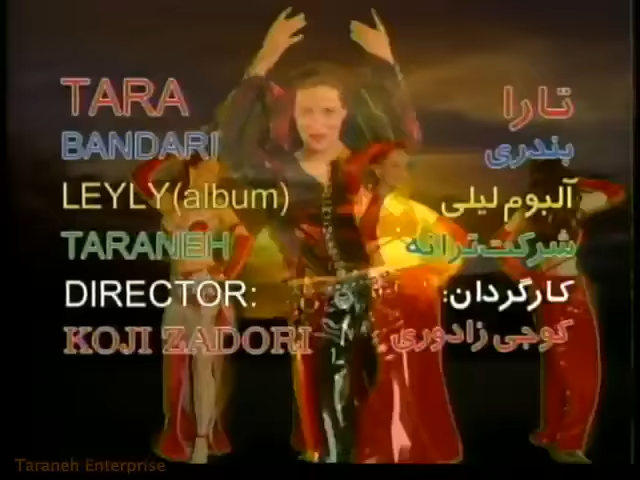 TARA
تارا
BANDARI
بندری
LEYLY(album)
آلبوم لیلی
TARANEH
شرکت ترانه
DIRECTOR:
کارگردان:
KOJI ZADORI
کوجی زادوری
Taraneh Enterprise